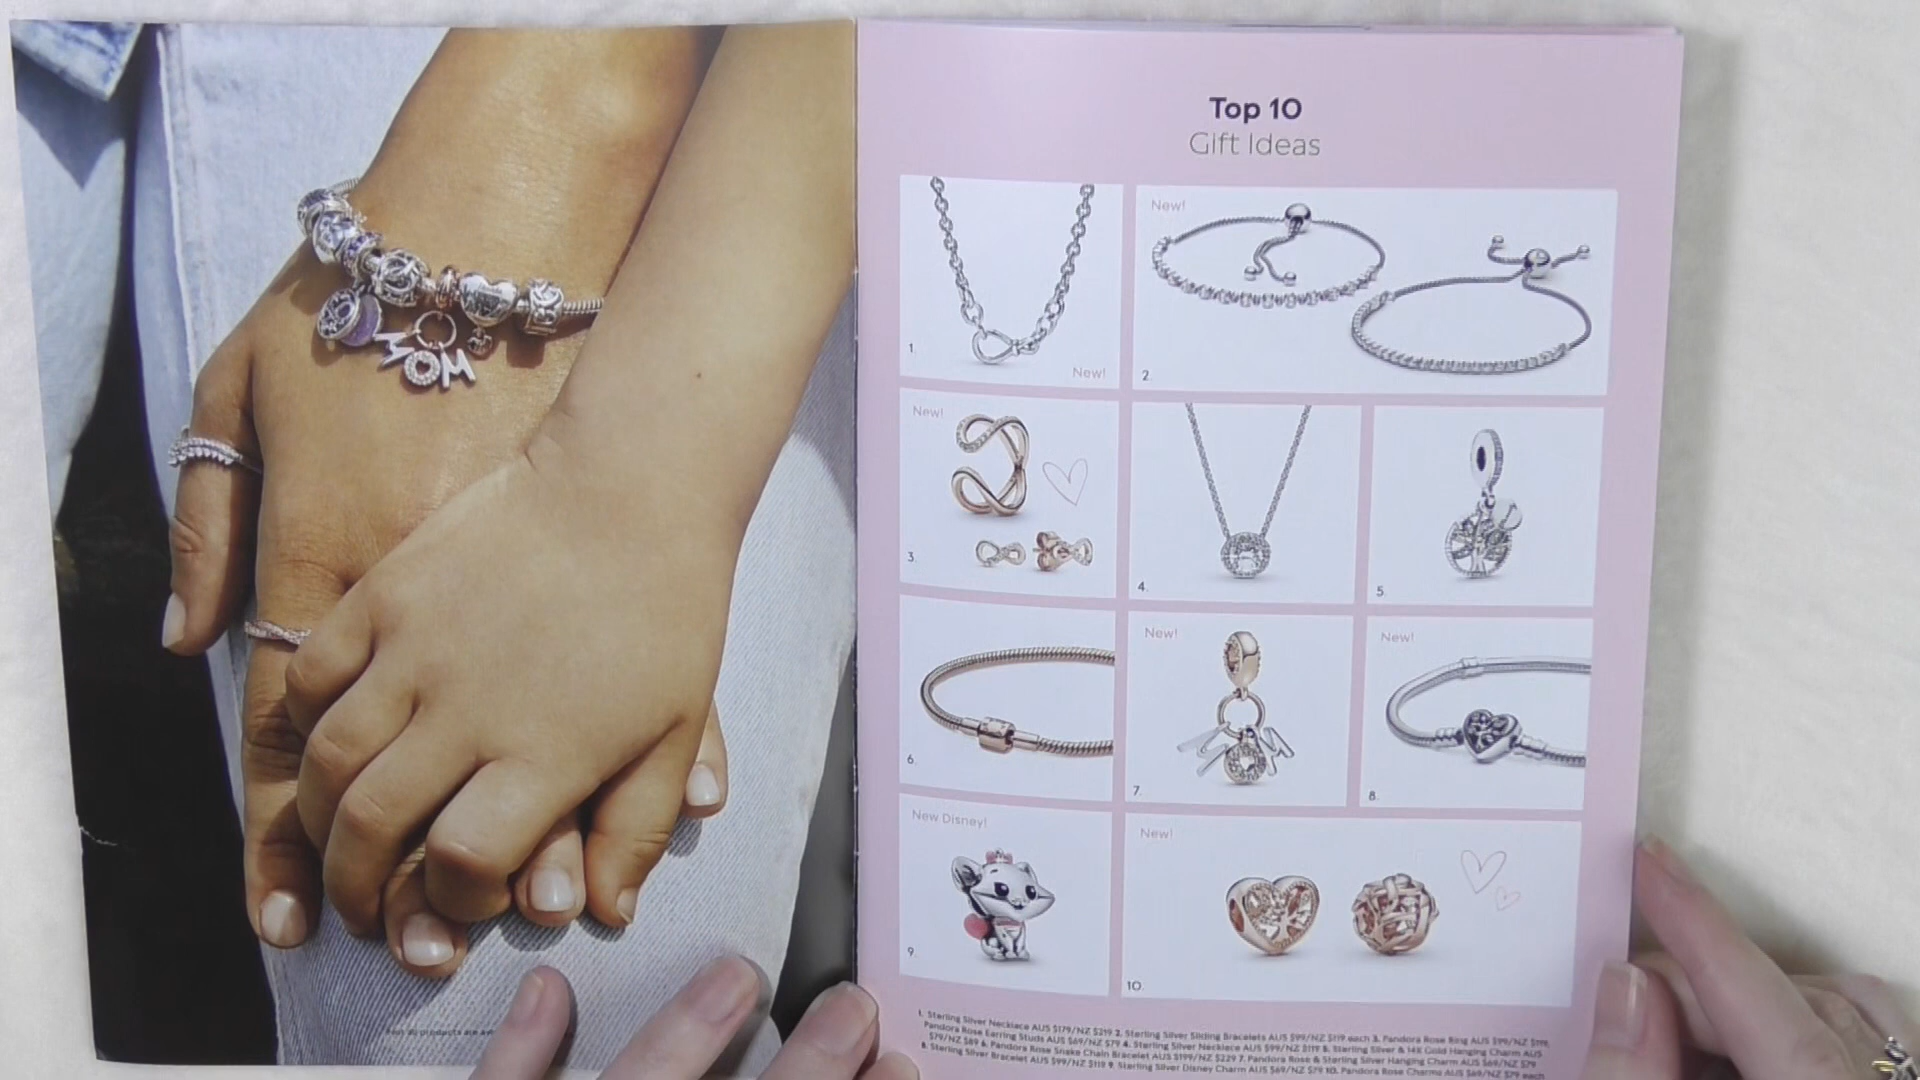 MOM
Top 10
Gift Ideas
1.
New!
New!
2.
New!
3.
4.
5.
6.
New!
7.
New!
8.
New Disney!
9.
New!
10.
1. Sterling Silver Necklace AUS $179/NZ $219 2. Sterling Silver Sliding Bracelets AUS $99/NZ $119 each 3. Pandora Rose Ring AUS $99/NZ $119,
Pandora Rose Earring Studs AUS $69/NZ $79 4. Sterling Silver Necklace AUS $99/NZ $119 5. Sterling Silver & 14K Gold Hanging Charm AUS
$79/NZ $89 6. Pandora Rose Snake Chain Bracelet AUS $199/NZ $229 7. Pandora Rose & Sterling Silver Hanging Charm AUS $69/NZ $79
8. Sterling Silver Bracelet AUS $99/NZ $119 9. Sterling Silver Disney Charm AUS $69/NZ $79 10. Pandora Rose Charms AUS $69/NZ $79 each